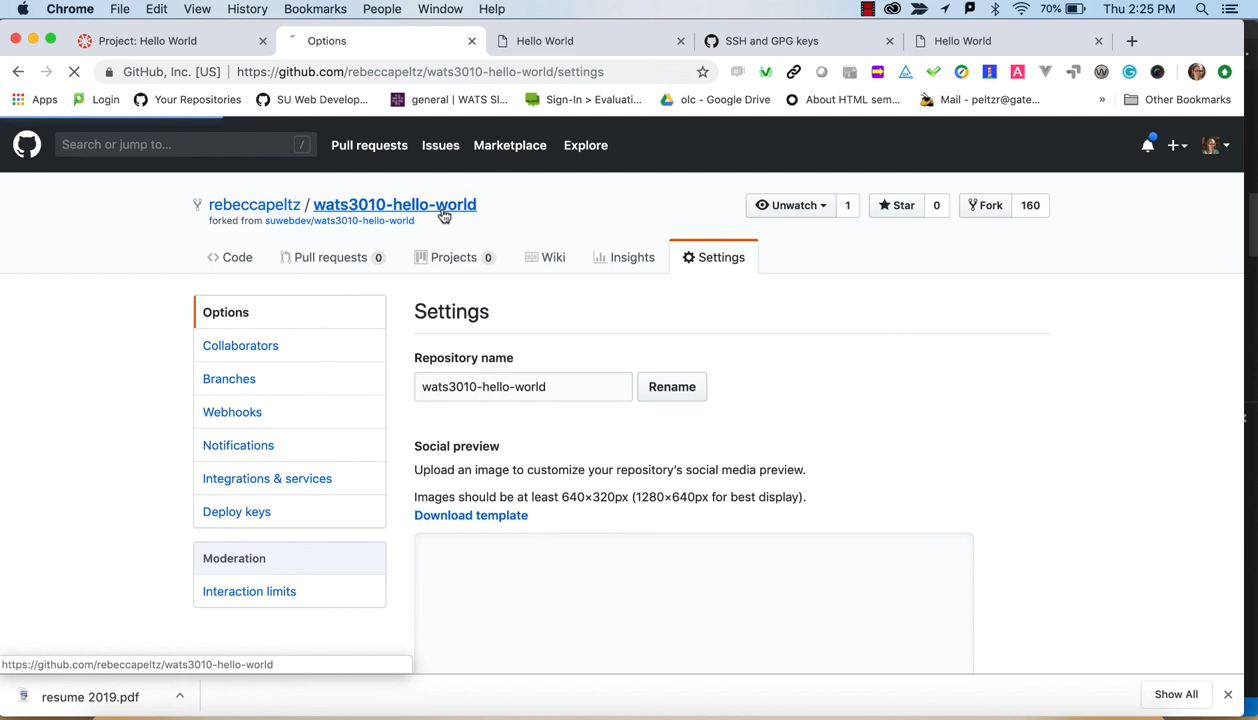 Chrome File Edit View History Bookmarks People Window Help 70% Thu 2:25 PM
Project: Hello World × Options × Hello World × SSH and GPG keys × Hello World × +
GitHub, Inc. [US] | https://github.com/rebeccapeltz/wats3010-hello-world/settings
Apps Login Your Repositories SU Web Develop... general | WATS Sl... Sign-In > Evaluati... olc - Google Drive About HTML sem... Mail - peltzr@gate... » Other Bookmarks
Search or jump to... / Pull requests Issues Marketplace Explore
rebeccapeltz / wats3010-hello-world Unwatch 1 Star 0 Fork 160
forked from suwebdev/wats3010-hello-world
<> Code Pull requests 0 Projects 0 Wiki Insights Settings
Options
Collaborators
Branches
Webhooks
Notifications
Integrations & services
Deploy keys
Moderation
Interaction limits
Settings
Repository name
wats3010-hello-world Rename
Social preview
Upload an image to customize your repository's social media preview.
Images should be at least 640×320px (1280×640px for best display).
Download template
https://github.com/rebeccapeltz/wats3010-hello-world
resume 2019.pdf Show All ×